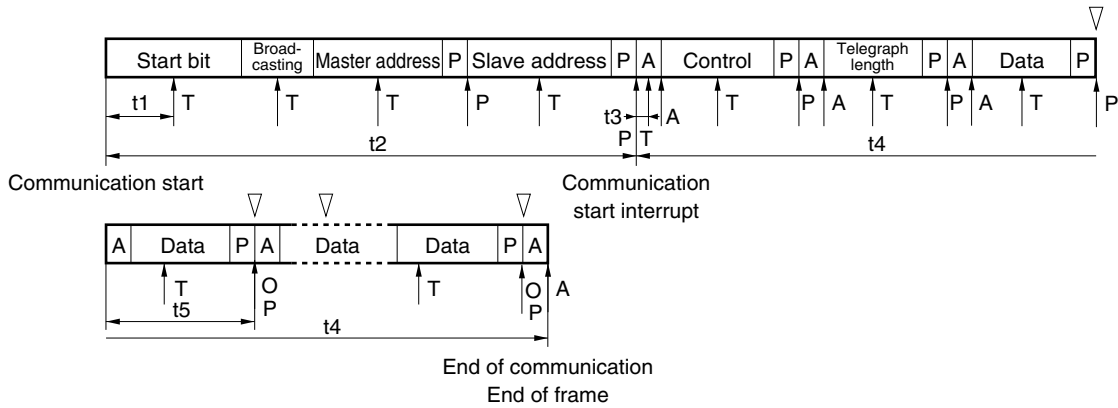 Start bit Broad-casting Master address P Slave address P A Control P A Telegraph length P A Data P
t1 T T T P T t3 P T A T P A T P A T P
t2 t4
Communication start
Communication
start interrupt
A Data P A Data Data P A
T O P T O P A
t5
t4
End of communication
End of frame